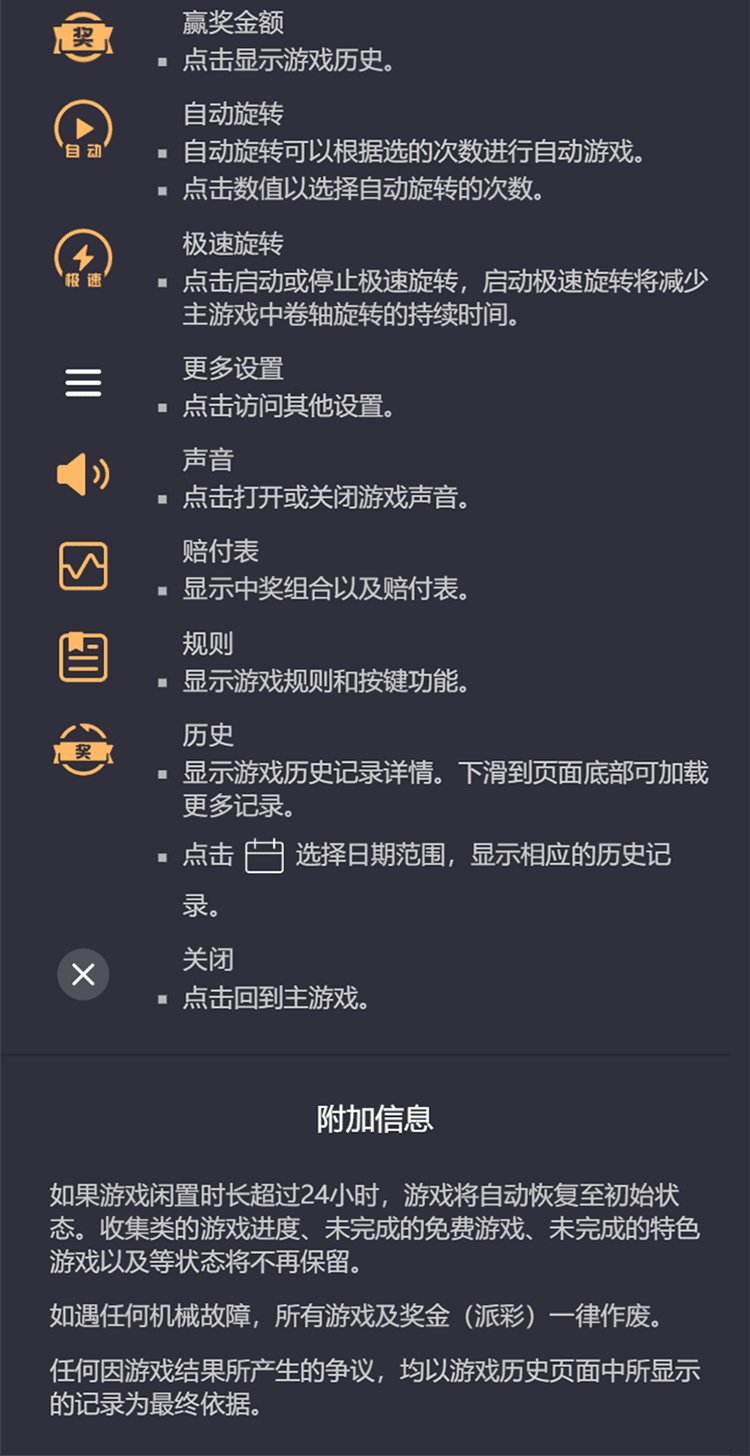 奖
赢奖金额
▪ 点击显示游戏历史。
自动
自动旋转
▪ 自动旋转可以根据选的次数进行自动游戏。
▪ 点击数值以选择自动旋转的次数。
极速
极速旋转
▪ 点击启动或停止极速旋转，启动极速旋转将减少
主游戏中卷轴旋转的持续时间。
更多设置
▪ 点击访问其他设置。
声音
▪ 点击打开或关闭游戏声音。
赔付表
▪ 显示中奖组合以及赔付表。
规则
▪ 显示游戏规则和按键功能。
奖
历史
▪ 显示游戏历史记录详情。下滑到页面底部可加载
更多记录。
▪ 点击 选择日期范围，显示相应的历史记
录。
关闭
▪ 点击回到主游戏。
附加信息
如果游戏闲置时长超过24小时，游戏将自动恢复至初始状
态。收集类的游戏进度、未完成的免费游戏、未完成的特色
游戏以及等状态将不再保留。
如遇任何机械故障，所有游戏及奖金（派彩）一律作废。
任何因游戏结果所产生的争议，均以游戏历史页面中所显示
的记录为最终依据。